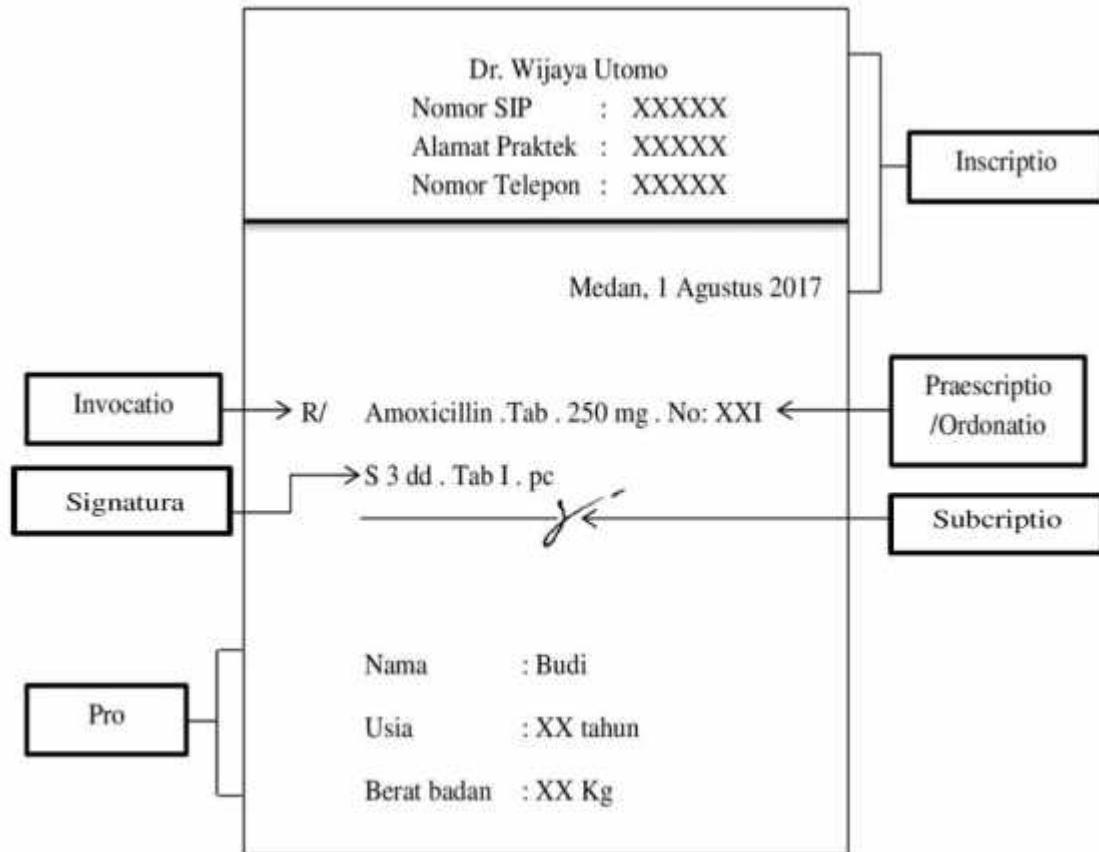 Dr. Wijaya Utomo
Nomor SIP : XXXXX
Alamat Praktek : XXXXX
Nomor Telepon : XXXXX
Inscriptio
Medan, 1 Agustus 2017
Invocatio
R/ Amoxicillin .Tab . 250 mg . No: XXI
Praescriptio
/Ordonatio
Signatura
S 3 dd . Tab I . pc
Subcriptio
Pro
Nama : Budi
Usia : XX tahun
Berat badan : XX Kg